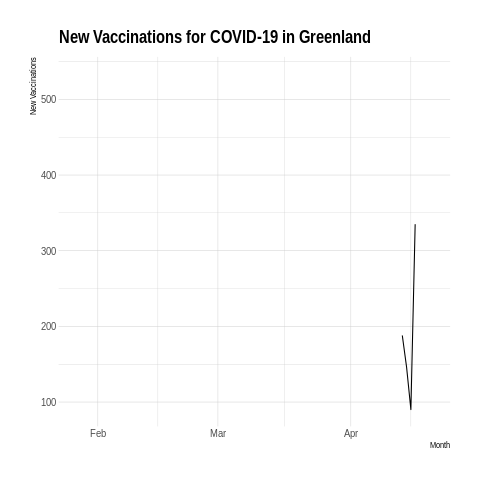 New Vaccinations for COVID-19 in Greenland
New Vaccinations
500
400
300
200
100
Feb Mar Apr
Month